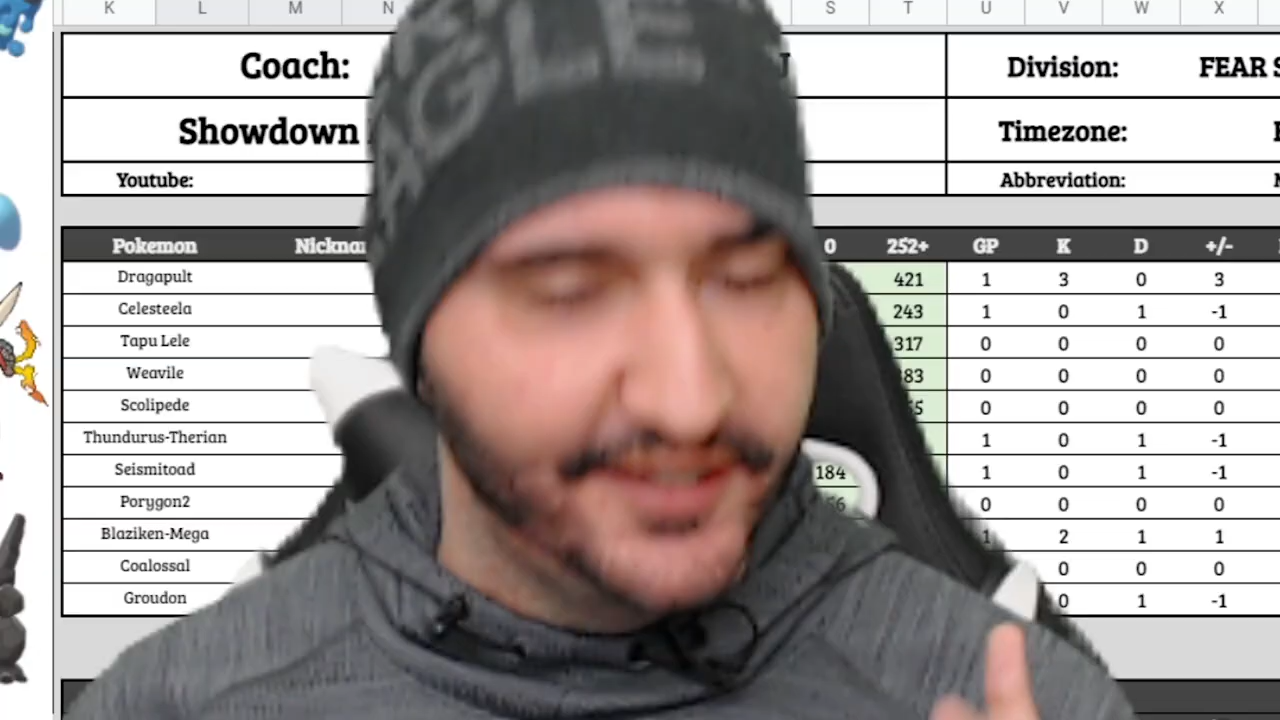 K L M N S T U V W X
Coach: Division: FEAR S
Showdown Timezone:
Youtube: Abbreviation:
Pokemon Nicknam 0 252+ GP K D +/-
Dragapult 421 1 3 0 3
Celesteela 243 1 0 1 -1
Tapu Lele 317 0 0 0 0
Weavile 0 0 0 0
Scolipede 0 0 0 0
Thundurus-Therian 1 0 1 -1
Seismitoad 184 1 0 1 -1
Porygon2 0 0 0 0
Blaziken-Mega 1 2 1 1
Coalossal 0 0 0
Groudon 0 1 -1
AGLE